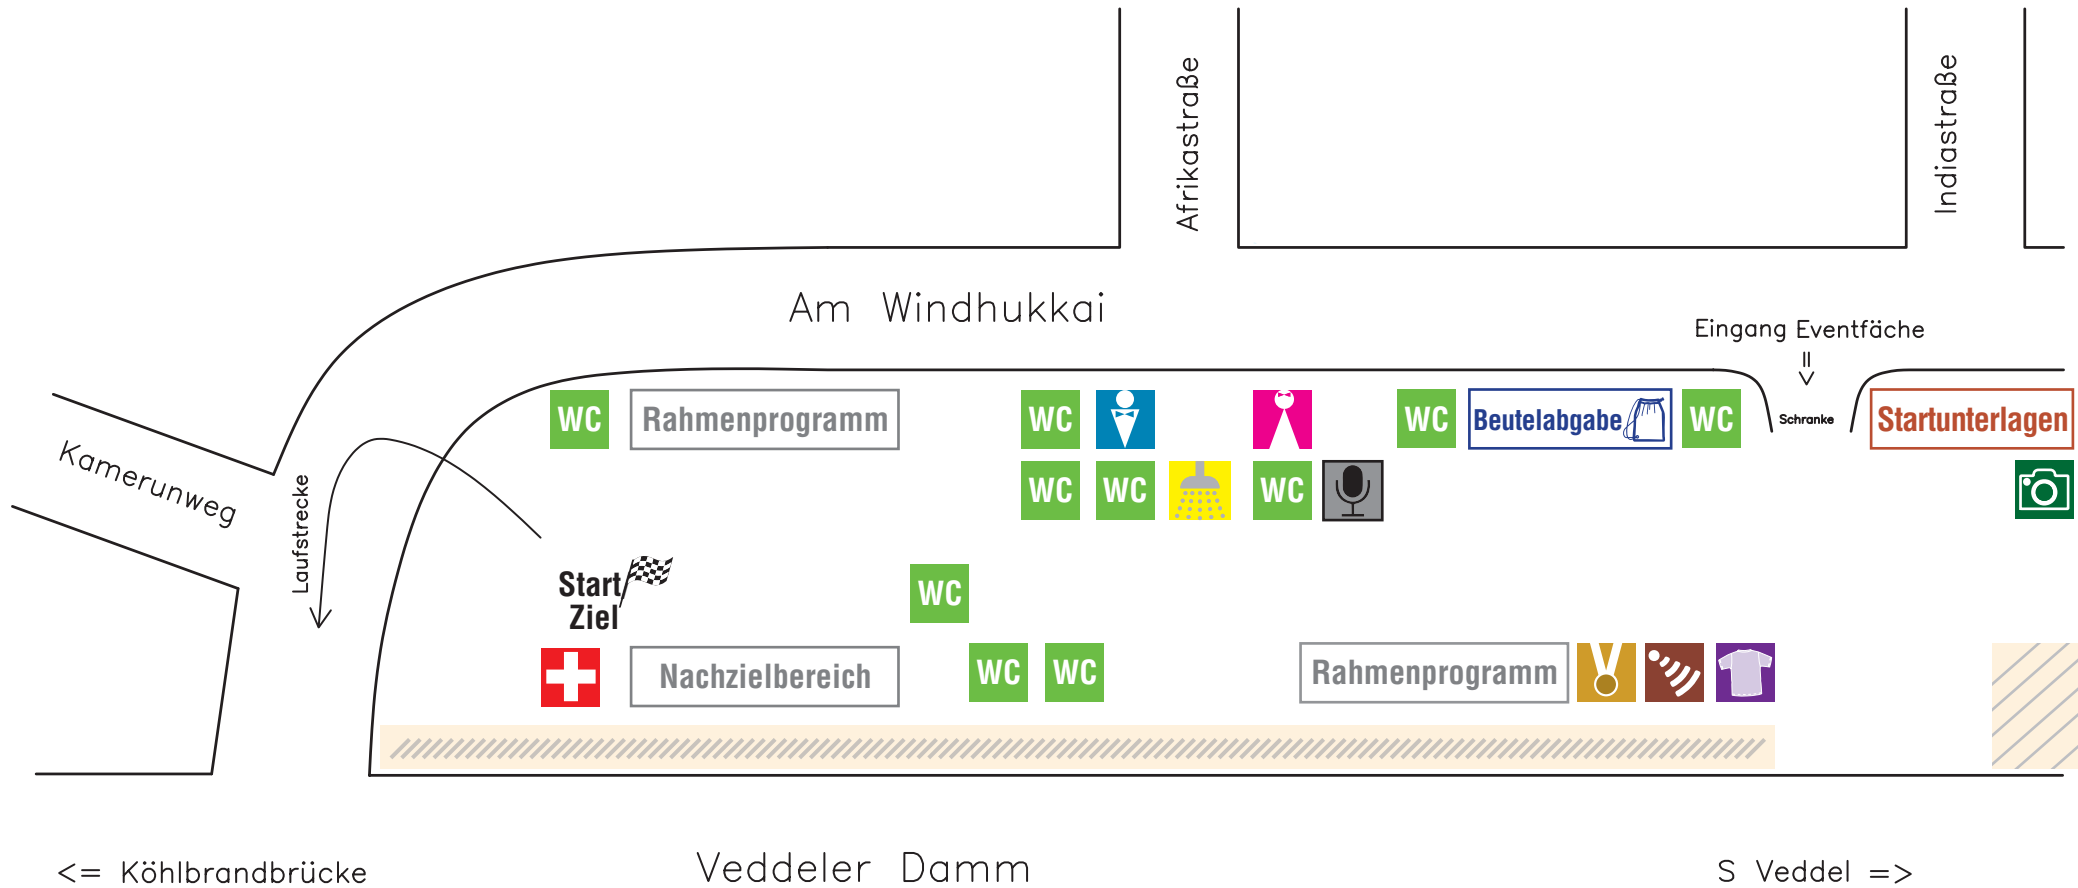 Afrikastraße
Indiastraße
Am Windhukkai
Eingang Eventfäche
WC
Rahmenprogramm
WC
WC
Beutelabgabe
WC
Schranke
Startunterlagen
Kamerunweg
Laufstrecke
WC
WC
WC
Start
Ziel
WC
Nachzielbereich
WC
WC
Rahmenprogramm
<= Köhlbrandbrücke
Veddeler Damm
S Veddel =>